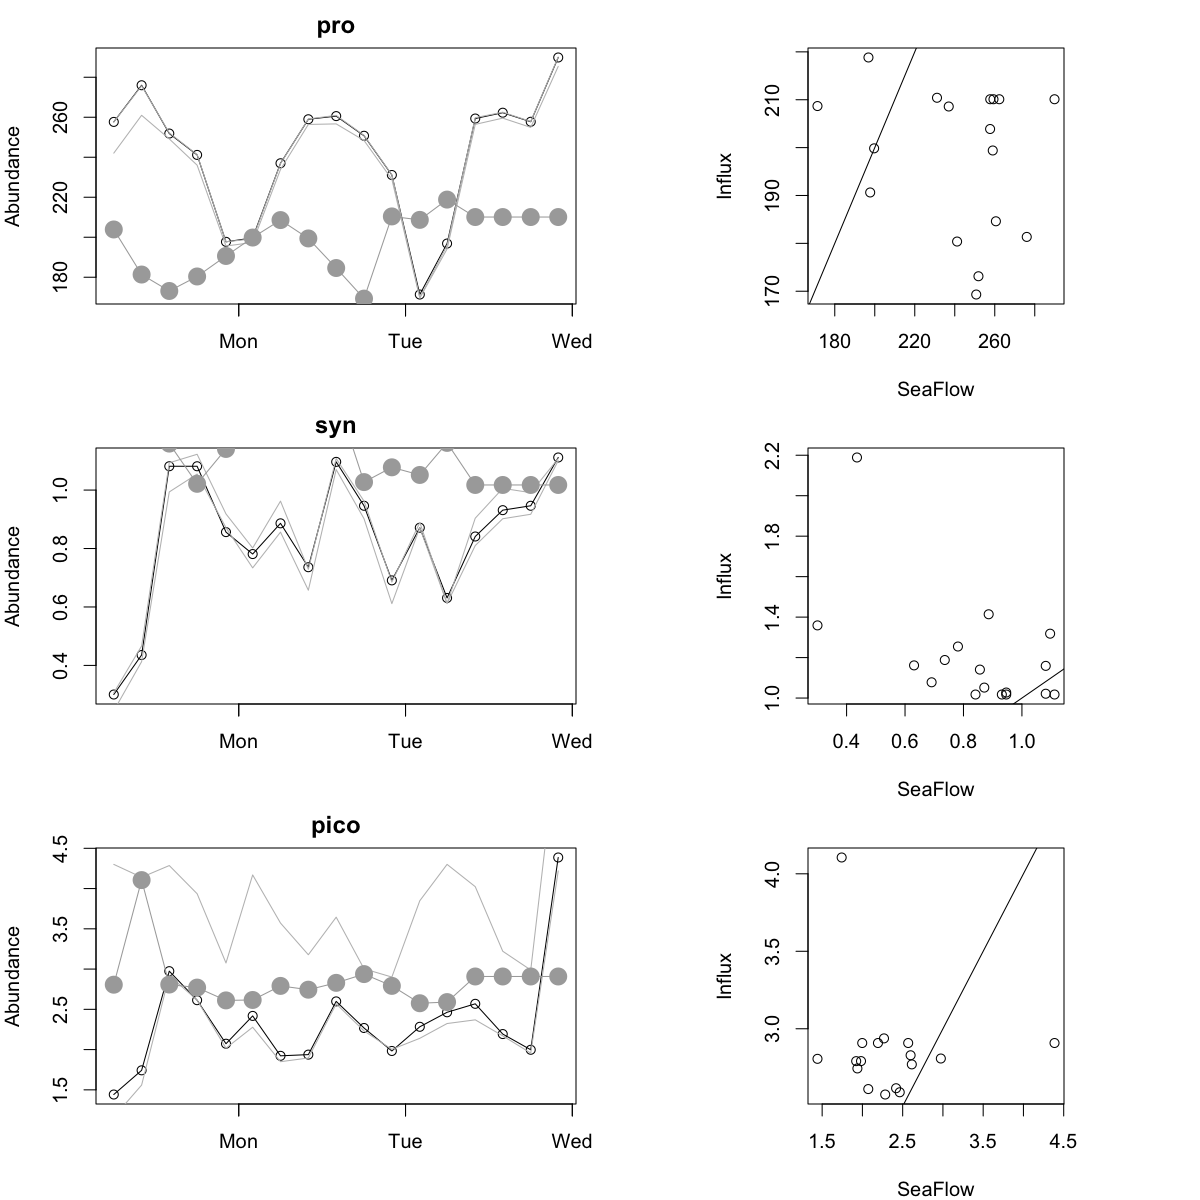 pro
Abundance
180 220 260
Mon Tue Wed
Influx
170 190 210
180 220 260
SeaFlow
syn
Abundance
0.4 0.6 0.8 1.0
Mon Tue Wed
Influx
1.0 1.4 1.8 2.2
0.4 0.6 0.8 1.0
SeaFlow
pico
Abundance
1.5 2.5 3.5 4.5
Mon Tue Wed
Influx
3.0 3.5 4.0
1.5 2.5 3.5 4.5
SeaFlow